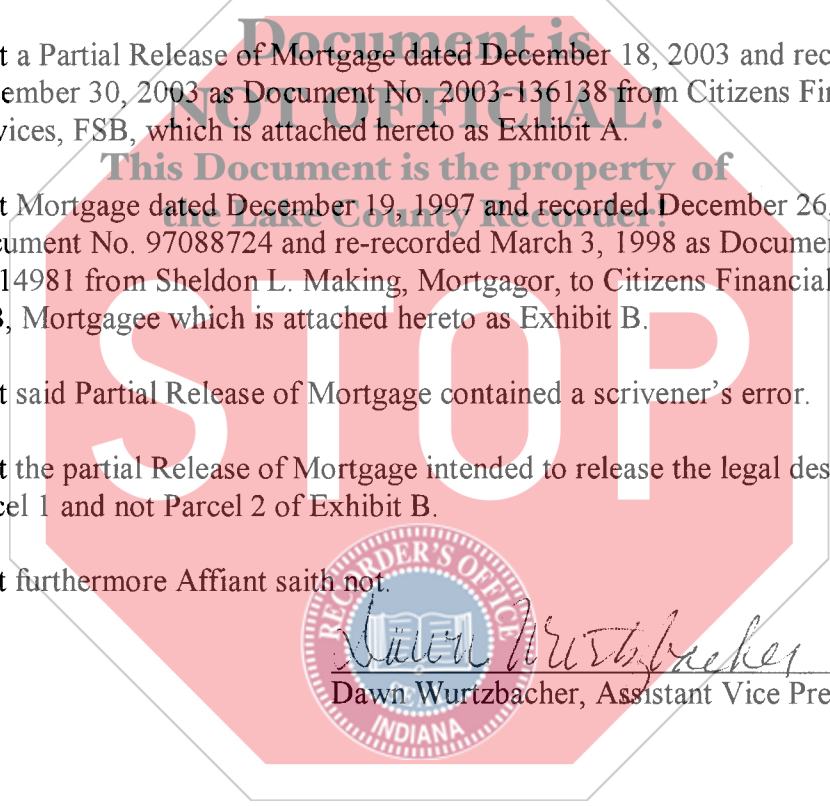 Document is
t a Partial Release of Mortgage dated December 18, 2003 and rec
ember 30, 2003 as Document No. 2003-136138 from Citizens Fin
NOT OFFICIAL!
vices, FSB, which is attached hereto as Exhibit A.
This Document is the property of
the Lake County Recorder!
t Mortgage dated December 19, 1997 and recorded December 26,
cument No. 97088724 and re-recorded March 3, 1998 as Docume
14981 from Sheldon L. Making, Mortgagor, to Citizens Financial
, Mortgagee which is attached hereto as Exhibit B.
STOP
t said Partial Release of Mortgage contained a scrivener's error.
t the partial Release of Mortgage intended to release the legal des
cel 1 and not Parcel 2 of Exhibit B.
t furthermore Affiant saith not.
RECORDER'S OFFICE
Dawn Wurtzbacher
Dawn Wurtzbacher, Assistant Vice Pre
INDIANA